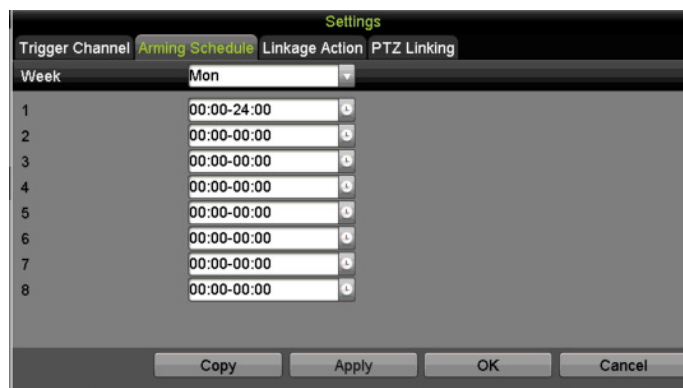 Settings
Trigger Channel Arming Schedule Linkage Action PTZ Linking
Week Mon
1 00:00-24:00
2 00:00-00:00
3 00:00-00:00
4 00:00-00:00
5 00:00-00:00
6 00:00-00:00
7 00:00-00:00
8 00:00-00:00
Copy Apply OK Cancel